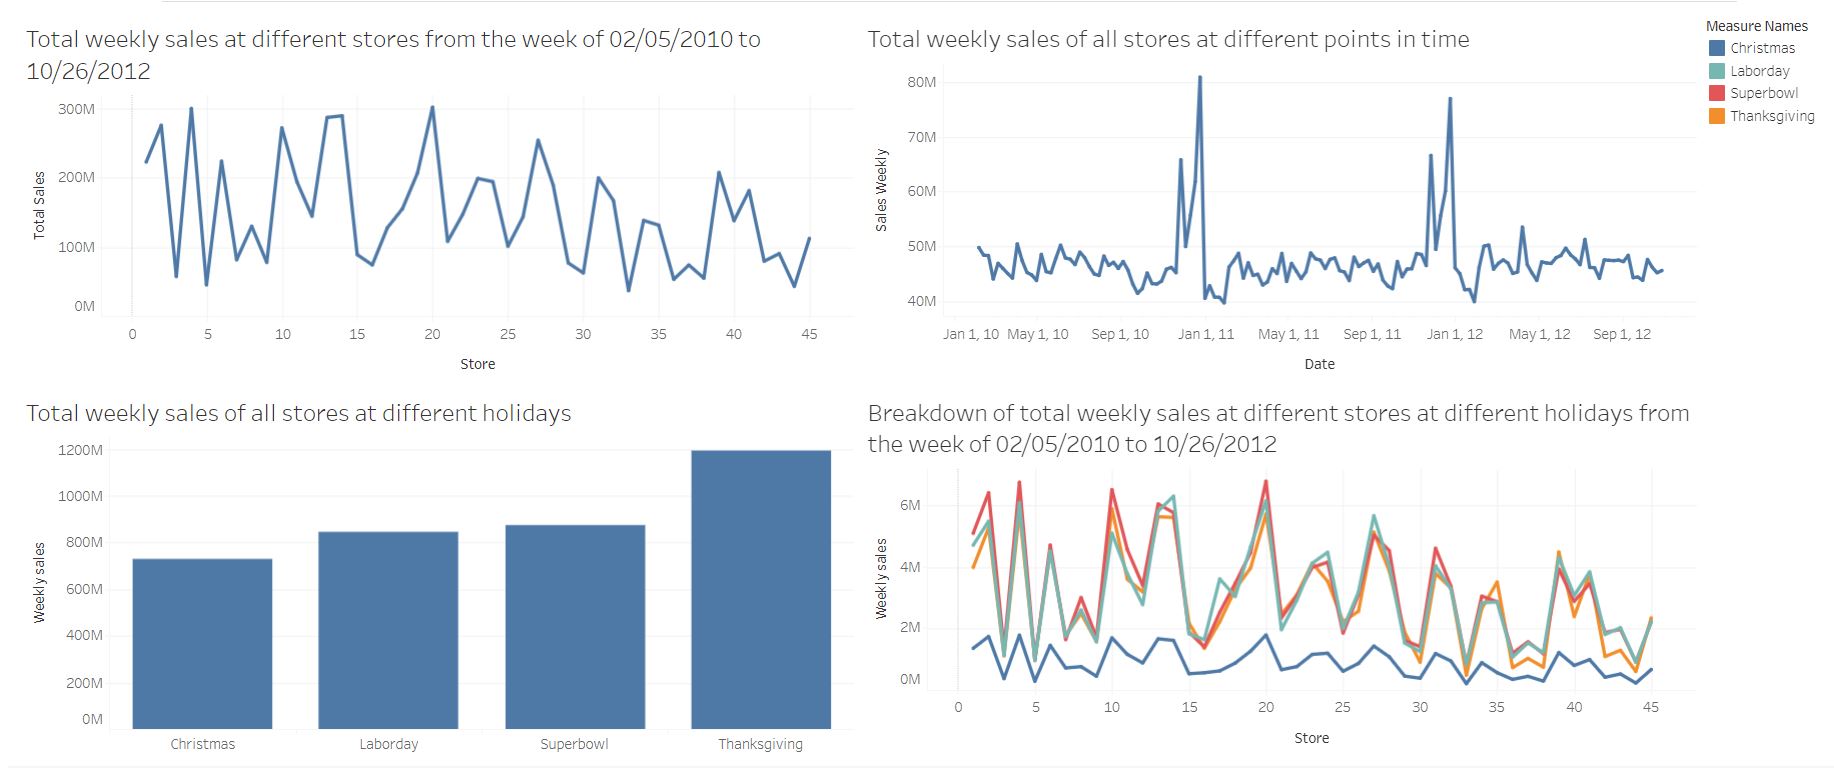 Total weekly sales at different stores from the week of 02/05/2010 to
10/26/2012
300M
200M
100M
0M
Total Sales
0 5 10 15 20 25 30 35 40 45
Store
Total weekly sales of all stores at different points in time
80M
70M
60M
50M
40M
Sales Weekly
Jan 1, 10 May 1, 10 Sep 1, 10 Jan 1, 11 May 1, 11 Sep 1, 11 Jan 1, 12 May 1, 12 Sep 1, 12
Date
Measure Names
Christmas
Laborday
Superbowl
Thanksgiving
Total weekly sales of all stores at different holidays
1200M
1000M
800M
600M
400M
200M
0M
Weekly sales
Christmas Laborday Superbowl Thanksgiving
Breakdown of total weekly sales at different stores at different holidays from
the week of 02/05/2010 to 10/26/2012
6M
4M
2M
0M
Weekly sales
0 5 10 15 20 25 30 35 40 45
Store